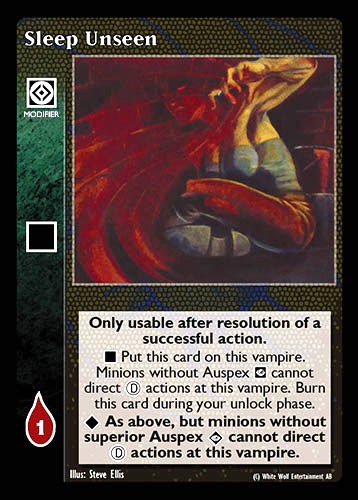 Sleep Unseen
MODIFIER
Only usable after resolution of a
successful action.
Put this card on this vampire.
Minions without Auspex cannot
direct D actions at this vampire. Burn
this card during your unlock phase.
As above, but minions without
superior Auspex cannot direct
D actions at this vampire.
1
Illus: Steve Ellis
(C) White Wolf Entertainment AB